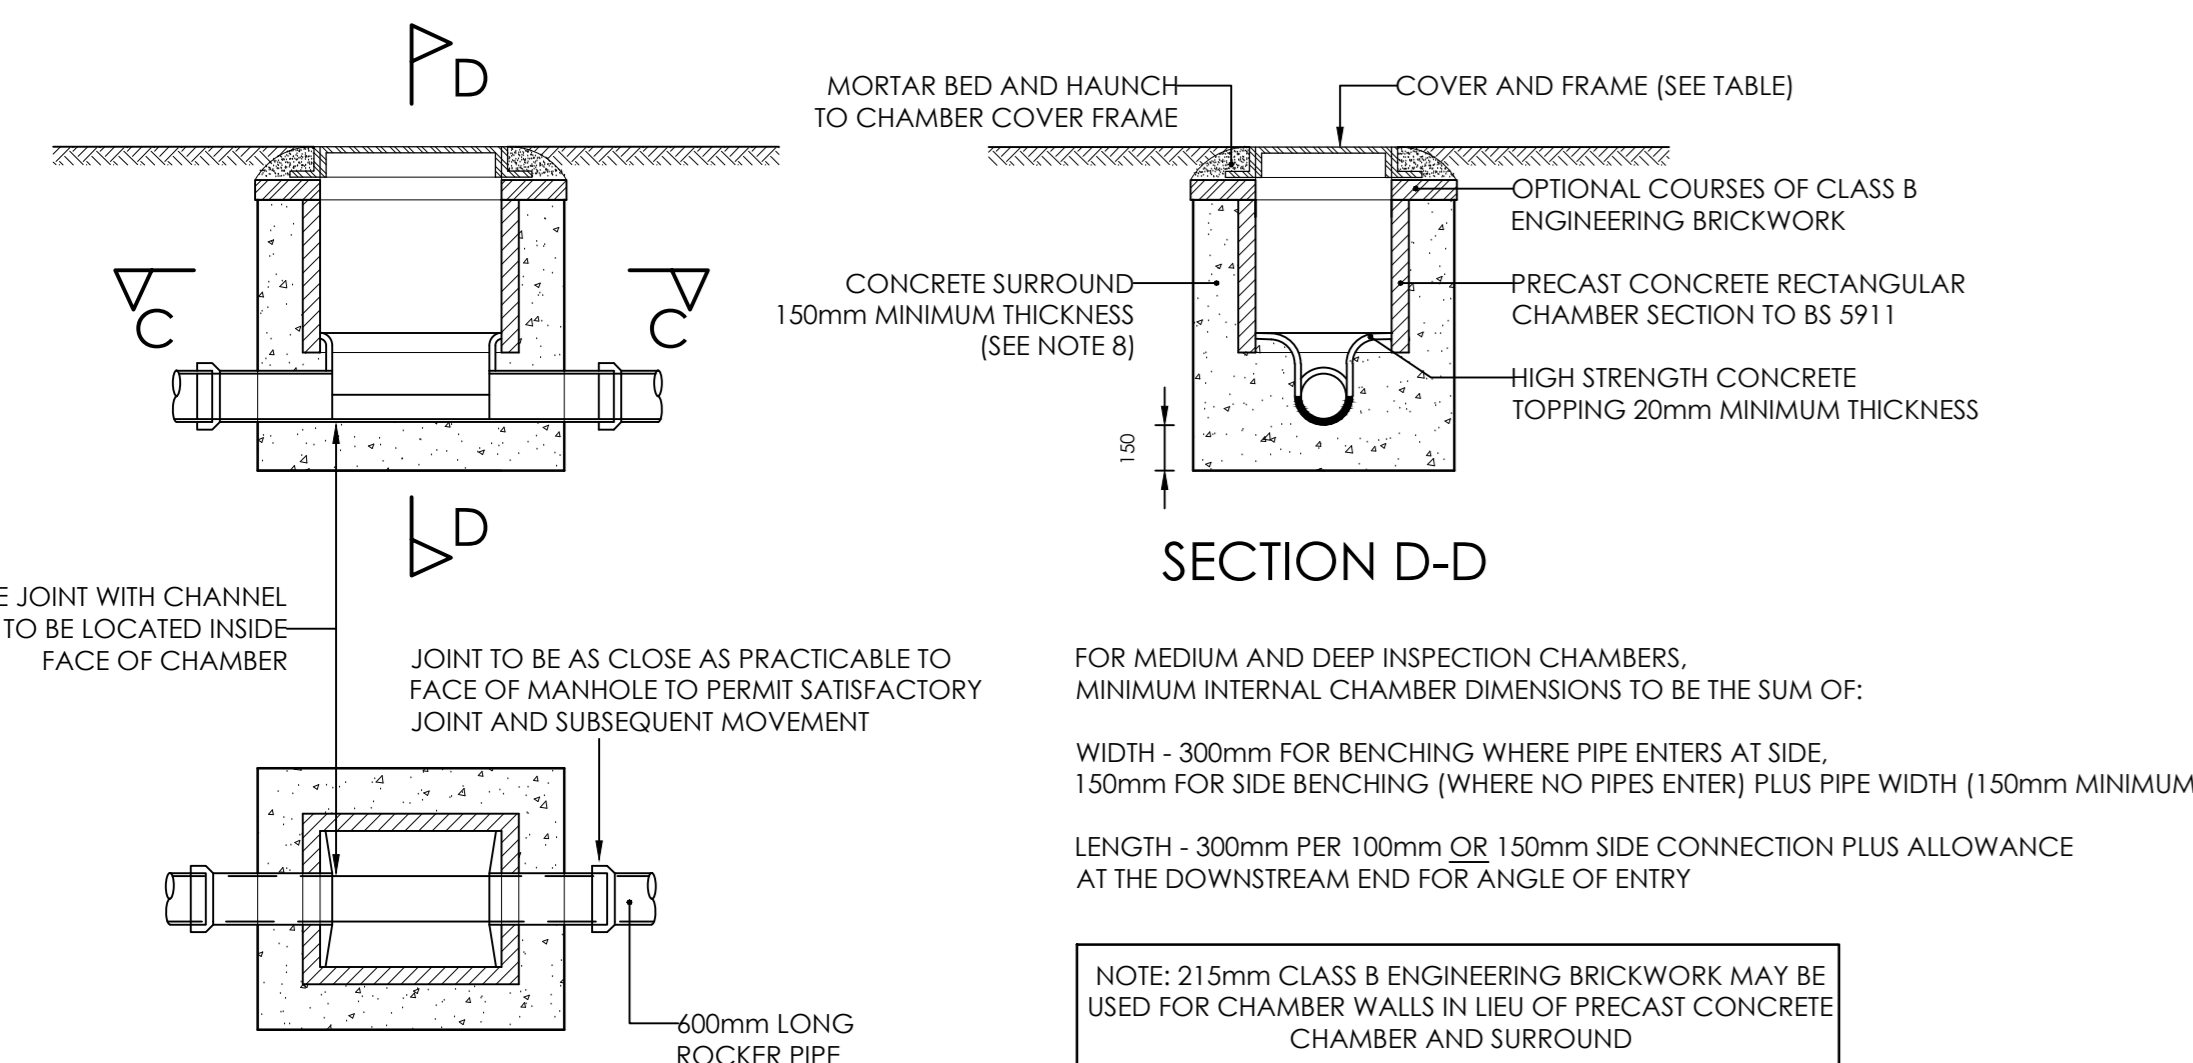 D
MORTAR BED AND HAUNCH
TO CHAMBER COVER FRAME
COVER AND FRAME (SEE TABLE)
OPTIONAL COURSES OF CLASS B
ENGINEERING BRICKWORK
C
C
CONCRETE SURROUND
150mm MINIMUM THICKNESS
(SEE NOTE 8)
PRECAST CONCRETE RECTANGULAR
CHAMBER SECTION TO BS 5911
HIGH STRENGTH CONCRETE
TOPPING 20mm MINIMUM THICKNESS
150
D
SECTION D-D
E JOINT WITH CHANNEL
TO BE LOCATED INSIDE
FACE OF CHAMBER
JOINT TO BE AS CLOSE AS PRACTICABLE TO
FACE OF MANHOLE TO PERMIT SATISFACTORY
JOINT AND SUBSEQUENT MOVEMENT
FOR MEDIUM AND DEEP INSPECTION CHAMBERS,
MINIMUM INTERNAL CHAMBER DIMENSIONS TO BE THE SUM OF:
WIDTH - 300mm FOR BENCHING WHERE PIPE ENTERS AT SIDE,
150mm FOR SIDE BENCHING (WHERE NO PIPES ENTER) PLUS PIPE WIDTH (150mm MINIMUM
LENGTH - 300mm PER 100mm OR 150mm SIDE CONNECTION PLUS ALLOWANCE
AT THE DOWNSTREAM END FOR ANGLE OF ENTRY
600mm LONG
ROCKER PIPE
NOTE: 215mm CLASS B ENGINEERING BRICKWORK MAY BE
USED FOR CHAMBER WALLS IN LIEU OF PRECAST CONCRETE
CHAMBER AND SURROUND